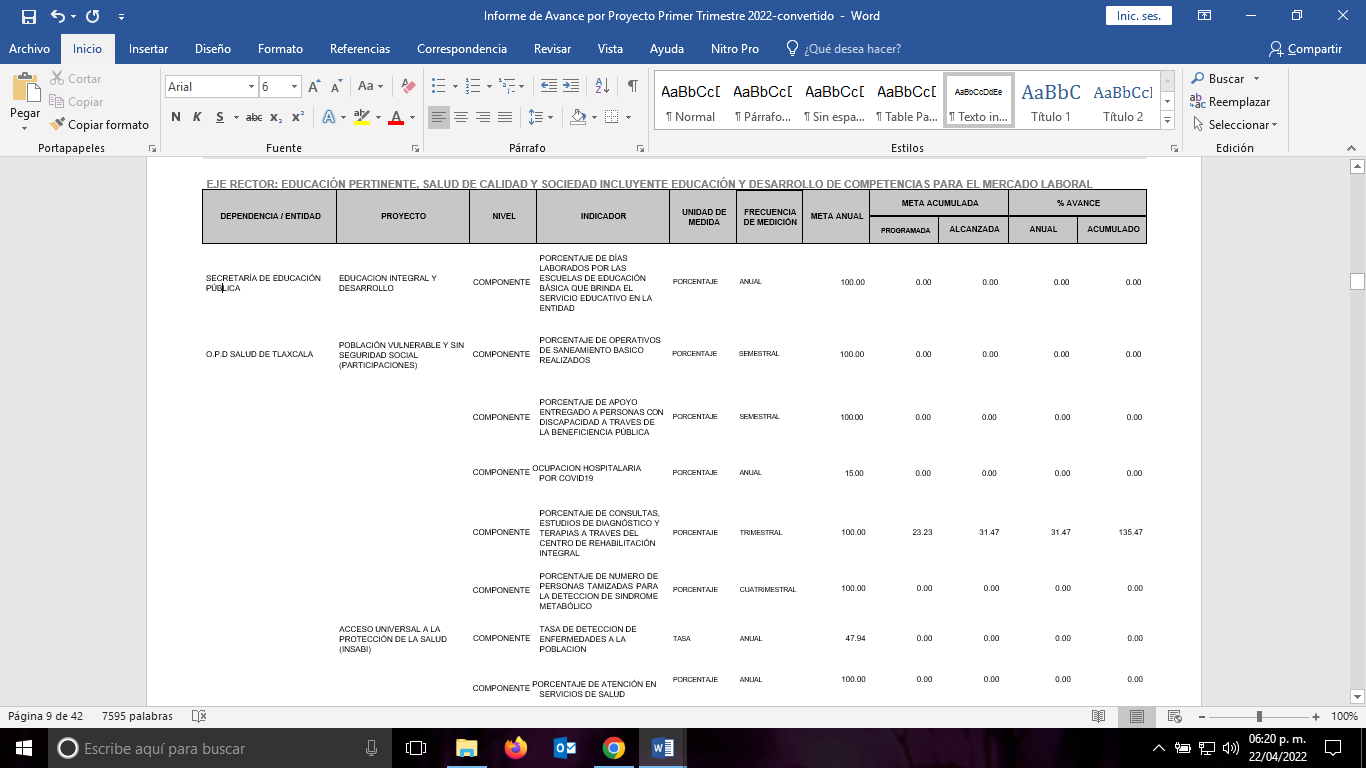 Informe de Avance por Proyecto Primer Trimestre 2022-convertido - Word
Inic. ses.
Archivo Inicio Insertar Diseño Formato Referencias Correspondencia Revisar Vista Ayuda Nitro Pro ¿Qué desea hacer? Compartir
Pegar
Cortar
Copiar
Copiar formato
Portapapeles
Arial 6
N K S abc x₂ x²
Fuente
Párrafo
AaBbCcI AaBbCcI AaBbCcI AaBbCcI AaBbCcDdEe AaBbC AaBbCcI
¶ Normal ¶ Párrafo... ¶ Sin espa... ¶ Table Pa... ¶ Texto in... Título 1 Título 2
Estilos
Buscar
Reemplazar
Seleccionar
Edición
EJE RECTOR: EDUCACIÓN PERTINENTE, SALUD DE CALIDAD Y SOCIEDAD INCLUYENTE EDUCACIÓN Y DESARROLLO DE COMPETENCIAS PARA EL MERCADO LABORAL
DEPENDENCIA / ENTIDAD
PROYECTO
NIVEL
INDICADOR
UNIDAD DE
MEDIDA
FRECUENCIA
DE MEDICIÓN
META ANUAL
META ACUMULADA
PROGRAMADA ALCANZADA
% AVANCE
ANUAL ACUMULADO
SECRETARÍA DE EDUCACIÓN
PÚBLICA
EDUCACION INTEGRAL Y
DESARROLLO
COMPONENTE
PORCENTAJE DE DÍAS
LABORADOS POR LAS
ESCUELAS DE EDUCACIÓN
BÁSICA QUE BRINDA EL
SERVICIO EDUCATIVO EN LA
ENTIDAD
PORCENTAJE ANUAL 100.00 0.00 0.00 0.00 0.00
O.P.D SALUD DE TLAXCALA
POBLACIÓN VULNERABLE Y SIN
SEGURIDAD SOCIAL
(PARTICIPACIONES)
COMPONENTE
PORCENTAJE DE OPERATIVOS
DE SANEAMIENTO BASICO
REALIZADOS
PORCENTAJE SEMESTRAL 100.00 0.00 0.00 0.00 0.00
COMPONENTE
PORCENTAJE DE APOYO
ENTREGADO A PERSONAS CON
DISCAPACIDAD A TRAVES DE
LA BENEFICIENCIA PÚBLICA
PORCENTAJE SEMESTRAL 100.00 0.00 0.00 0.00 0.00
COMPONENTE
OCUPACION HOSPITALARIA
POR COVID19
PORCENTAJE ANUAL 15.00 0.00 0.00 0.00 0.00
COMPONENTE
PORCENTAJE DE CONSULTAS,
ESTUDIOS DE DIAGNÓSTICO Y
TERAPIAS A TRAVES DEL
CENTRO DE REHABILITACIÓN
INTEGRAL
PORCENTAJE TRIMESTRAL 100.00 23.23 31.47 31.47 135.47
COMPONENTE
PORCENTAJE DE NUMERO DE
PERSONAS TAMIZADAS PARA
LA DETECCION DE SINDROME
METABÓLICO
PORCENTAJE CUATRIMESTRAL 100.00 0.00 0.00 0.00 0.00
ACCESO UNIVERSAL A LA
PROTECCIÓN DE LA SALUD
(INSABI)
COMPONENTE
TASA DE DETECCION DE
ENFERMEDADES A LA
POBLACION
TASA ANUAL 47.94 0.00 0.00 0.00 0.00
COMPONENTE
PORCENTAJE DE ATENCIÓN EN
SERVICIOS DE SALUD
PORCENTAJE ANUAL 100.00 0.00 0.00 0.00 0.00
Página 9 de 42 7595 palabras 100%
Escribe aquí para buscar
06:20 p. m.
22/04/2022